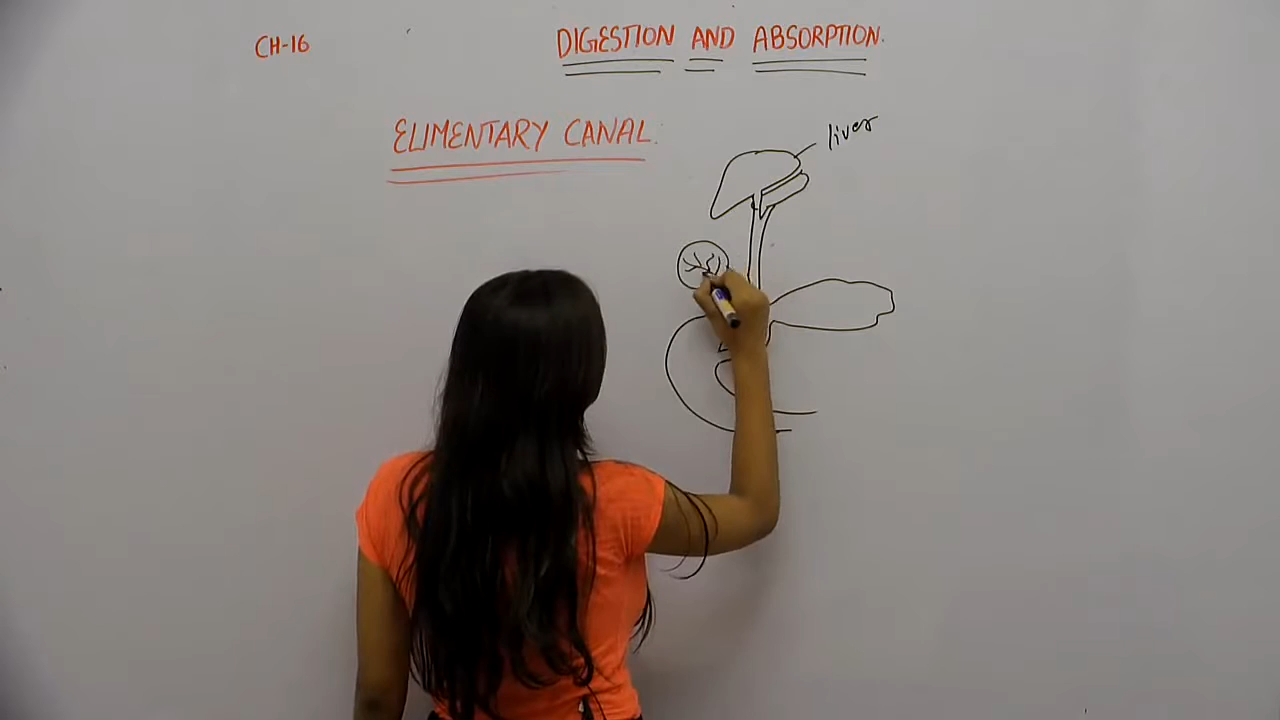 CH-16
DIGESTION AND ABSORPTION.
ELIMENTARY CANAL.
liver